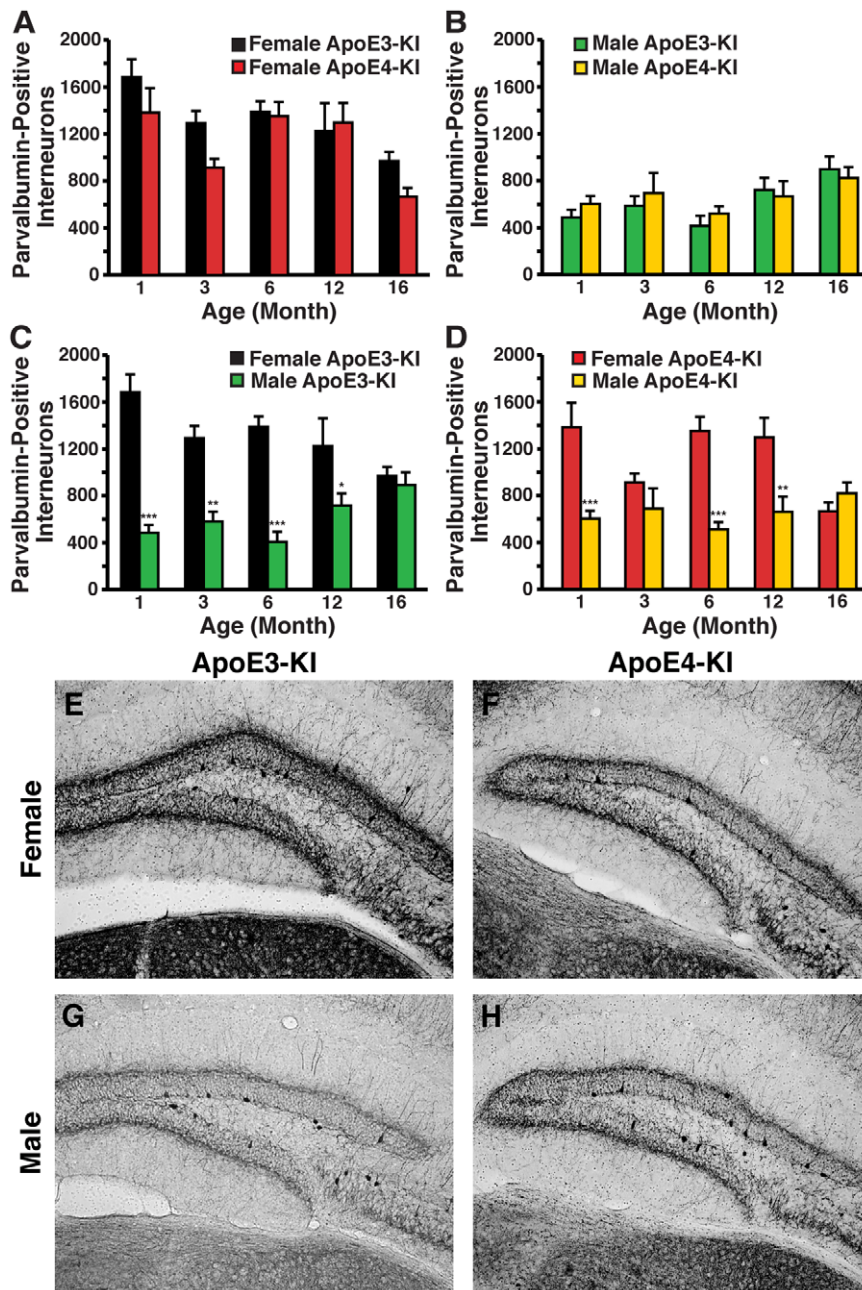 A
Parvalbumin-Positive
Interneurons
2000
1600
1200
800
400
0
Female ApoE3-KI
Female ApoE4-KI
1 3 6 12 16
Age (Month)
B
Parvalbumin-Positive
Interneurons
2000
1600
1200
800
400
0
Male ApoE3-KI
Male ApoE4-KI
1 3 6 12 16
Age (Month)
C
Parvalbumin-Positive
Interneurons
2000
1600
1200
800
400
0
Female ApoE3-KI
Male ApoE3-KI
*** ** *** *
1 3 6 12 16
Age (Month)
D
Parvalbumin-Positive
Interneurons
2000
1600
1200
800
400
0
Female ApoE4-KI
Male ApoE4-KI
*** *** **
1 3 6 12 16
Age (Month)
ApoE3-KI
ApoE4-KI
Female
E
F
Male
G
H